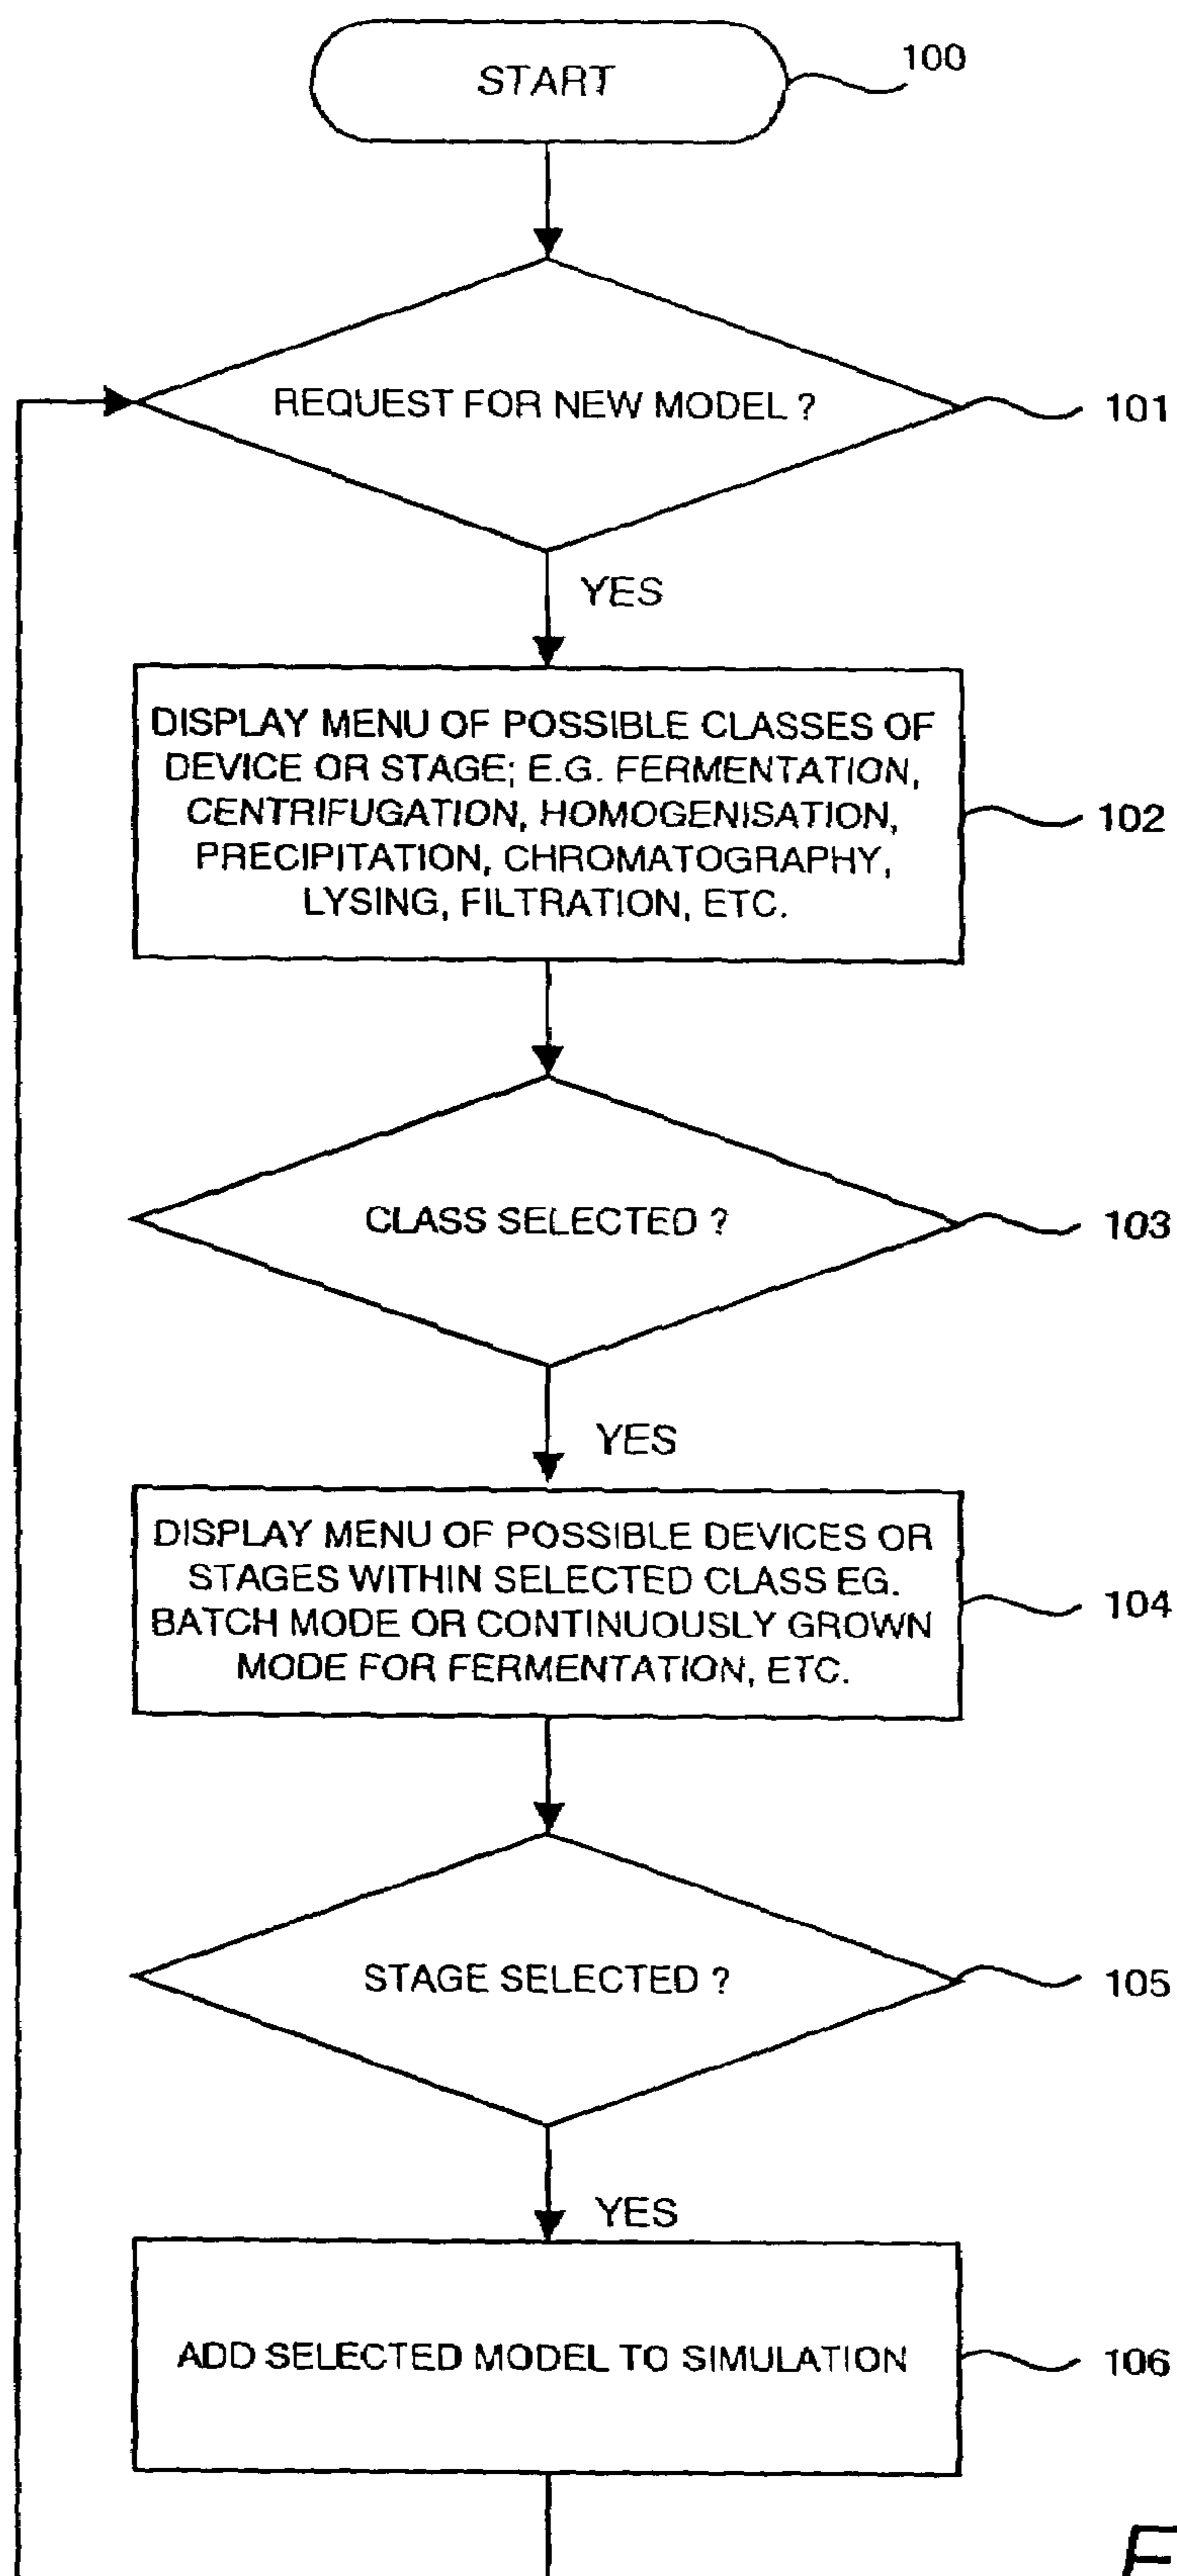 START
100
REQUEST FOR NEW MODEL ?
101
YES
DISPLAY MENU OF POSSIBLE CLASSES OF
DEVICE OR STAGE; E.G. FERMENTATION,
CENTRIFUGATION, HOMOGENISATION,
PRECIPITATION, CHROMATOGRAPHY,
LYSING, FILTRATION, ETC.
102
CLASS SELECTED ?
103
YES
DISPLAY MENU OF POSSIBLE DEVICES OR
STAGES WITHIN SELECTED CLASS EG.
BATCH MODE OR CONTINUOUSLY GROWN
MODE FOR FERMENTATION, ETC.
104
STAGE SELECTED ?
105
YES
ADD SELECTED MODEL TO SIMULATION
106